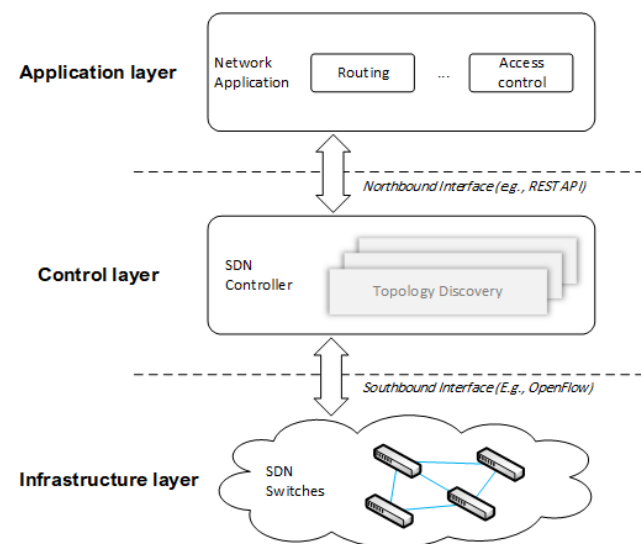 Application layer
Network
Application
Routing
...
Access
control
Northbound Interface (e.g., REST API)
Control layer
SDN
Controller
Topology Discovery
Southbound Interface (E.g., OpenFlow)
Infrastructure layer
SDN
Switches